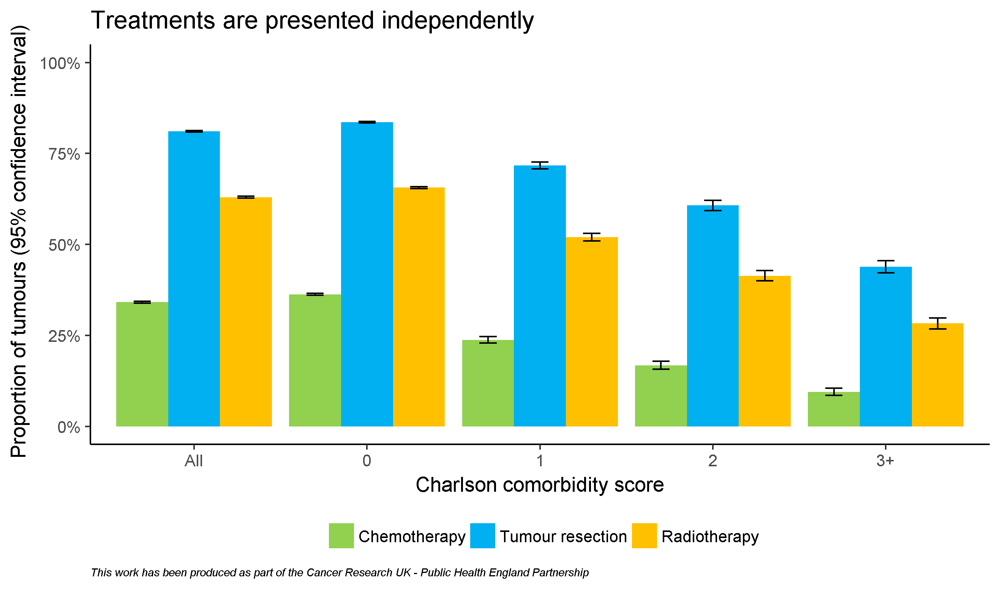 Treatments are presented independently
Proportion of tumours (95% confidence interval)
100%
75%
50%
25%
0%
All 0 1 2 3+
Charlson comorbidity score
Chemotherapy Tumour resection Radiotherapy
This work has been produced as part of the Cancer Research UK - Public Health England Partnership